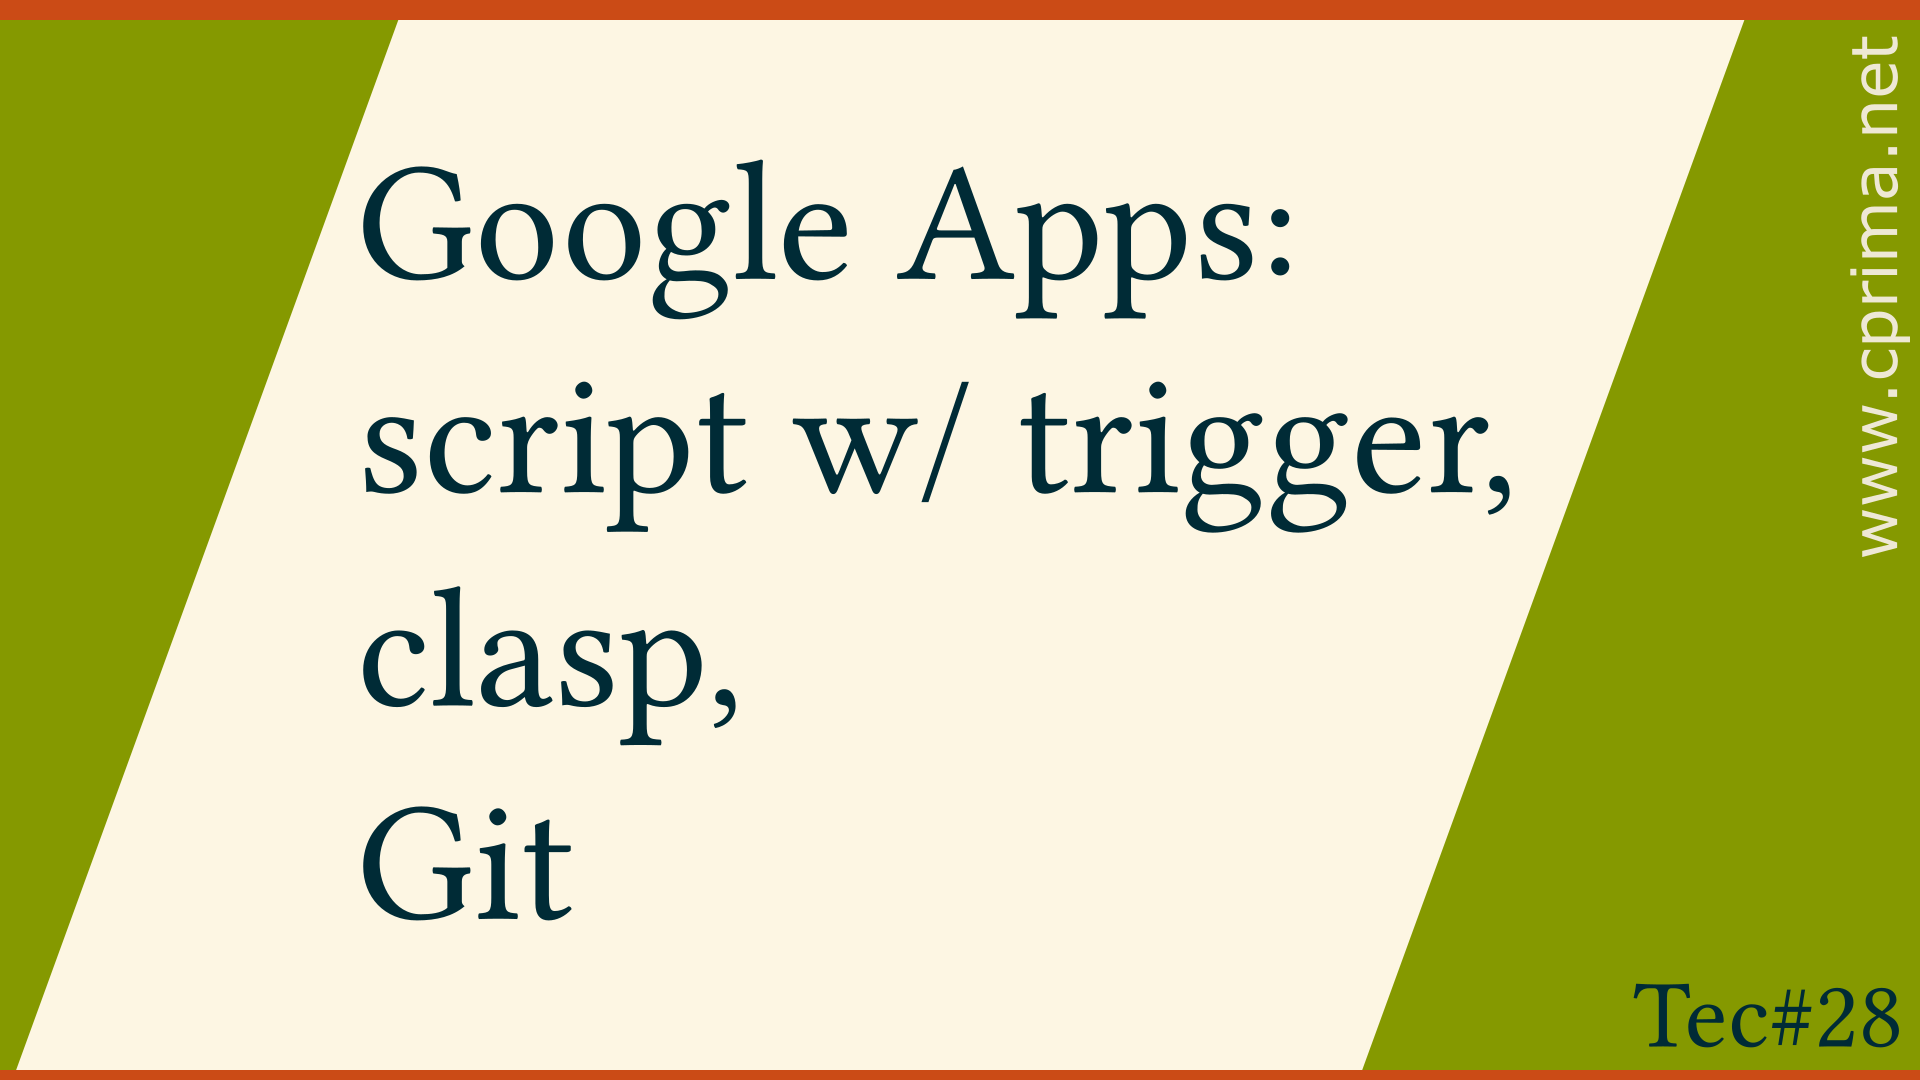 Google Apps:
script w/ trigger,
clasp,
Git
www.cprima.net
Tec#28